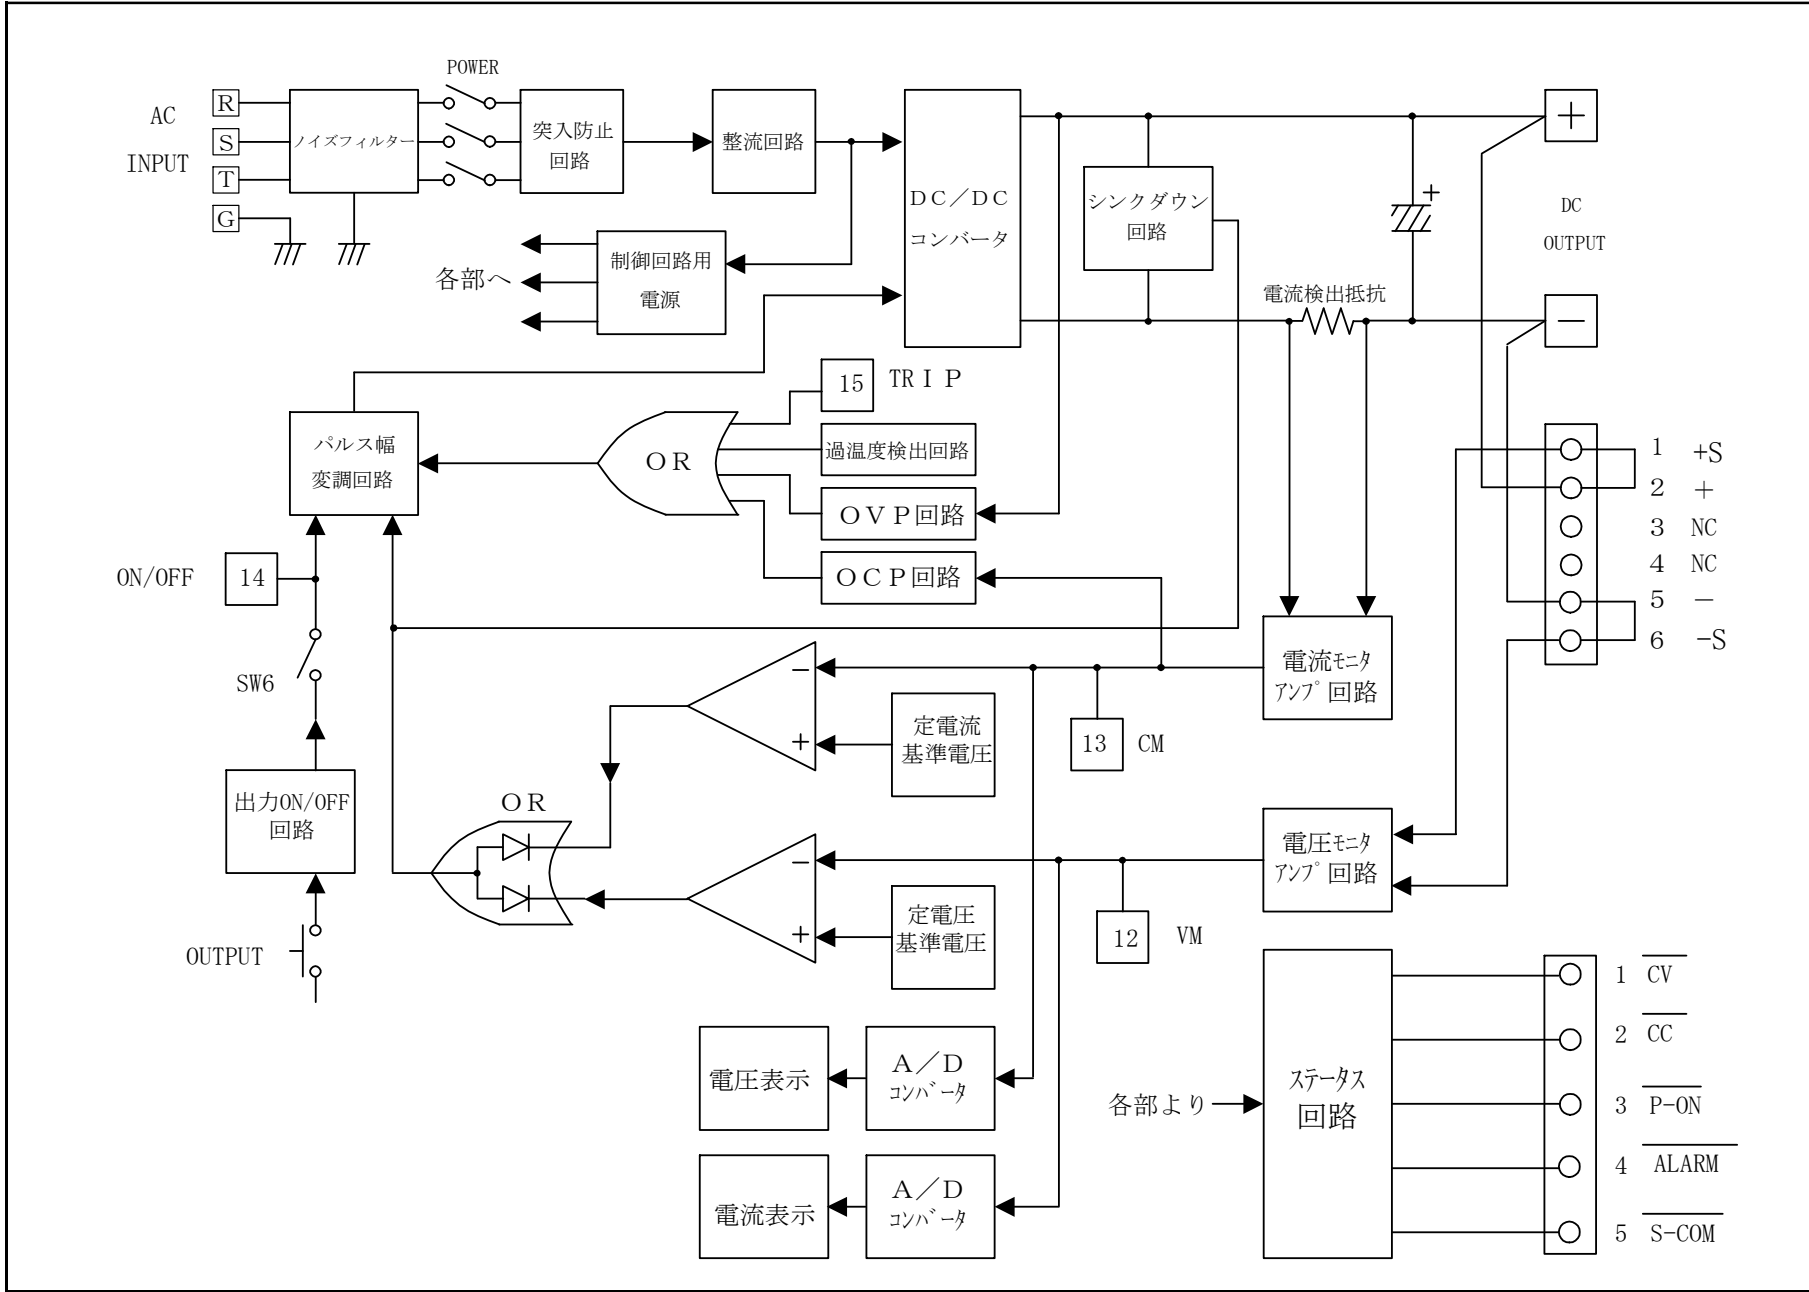 POWER
AC
INPUT
R
S
T
G
ノイズフィルター
突入防止
回路
整流回路
DC/DC
コンバータ
シンクダウン
回路
+
+
DC
OUTPUT
−
電流検出抵抗
制御回路用
電源
各部へ
15 TRIP
OR
過温度検出回路
OVP回路
OCP回路
パルス幅
変調回路
ON/OFF 14
SW6
出力ON/OFF
回路
OUTPUT
1 +S
2 +
3 NC
4 NC
5 −
6 -S
電流モニタ
アンプ回路
−
+
定電流
基準電圧
13 CM
OR
電圧モニタ
アンプ回路
−
+
定電圧
基準電圧
12 VM
電圧表示
A/D
コンバータ
電流表示
A/D
コンバータ
各部より
ステータス
回路
1 CV
2 CC
3 P-ON
4 ALARM
5 S-COM